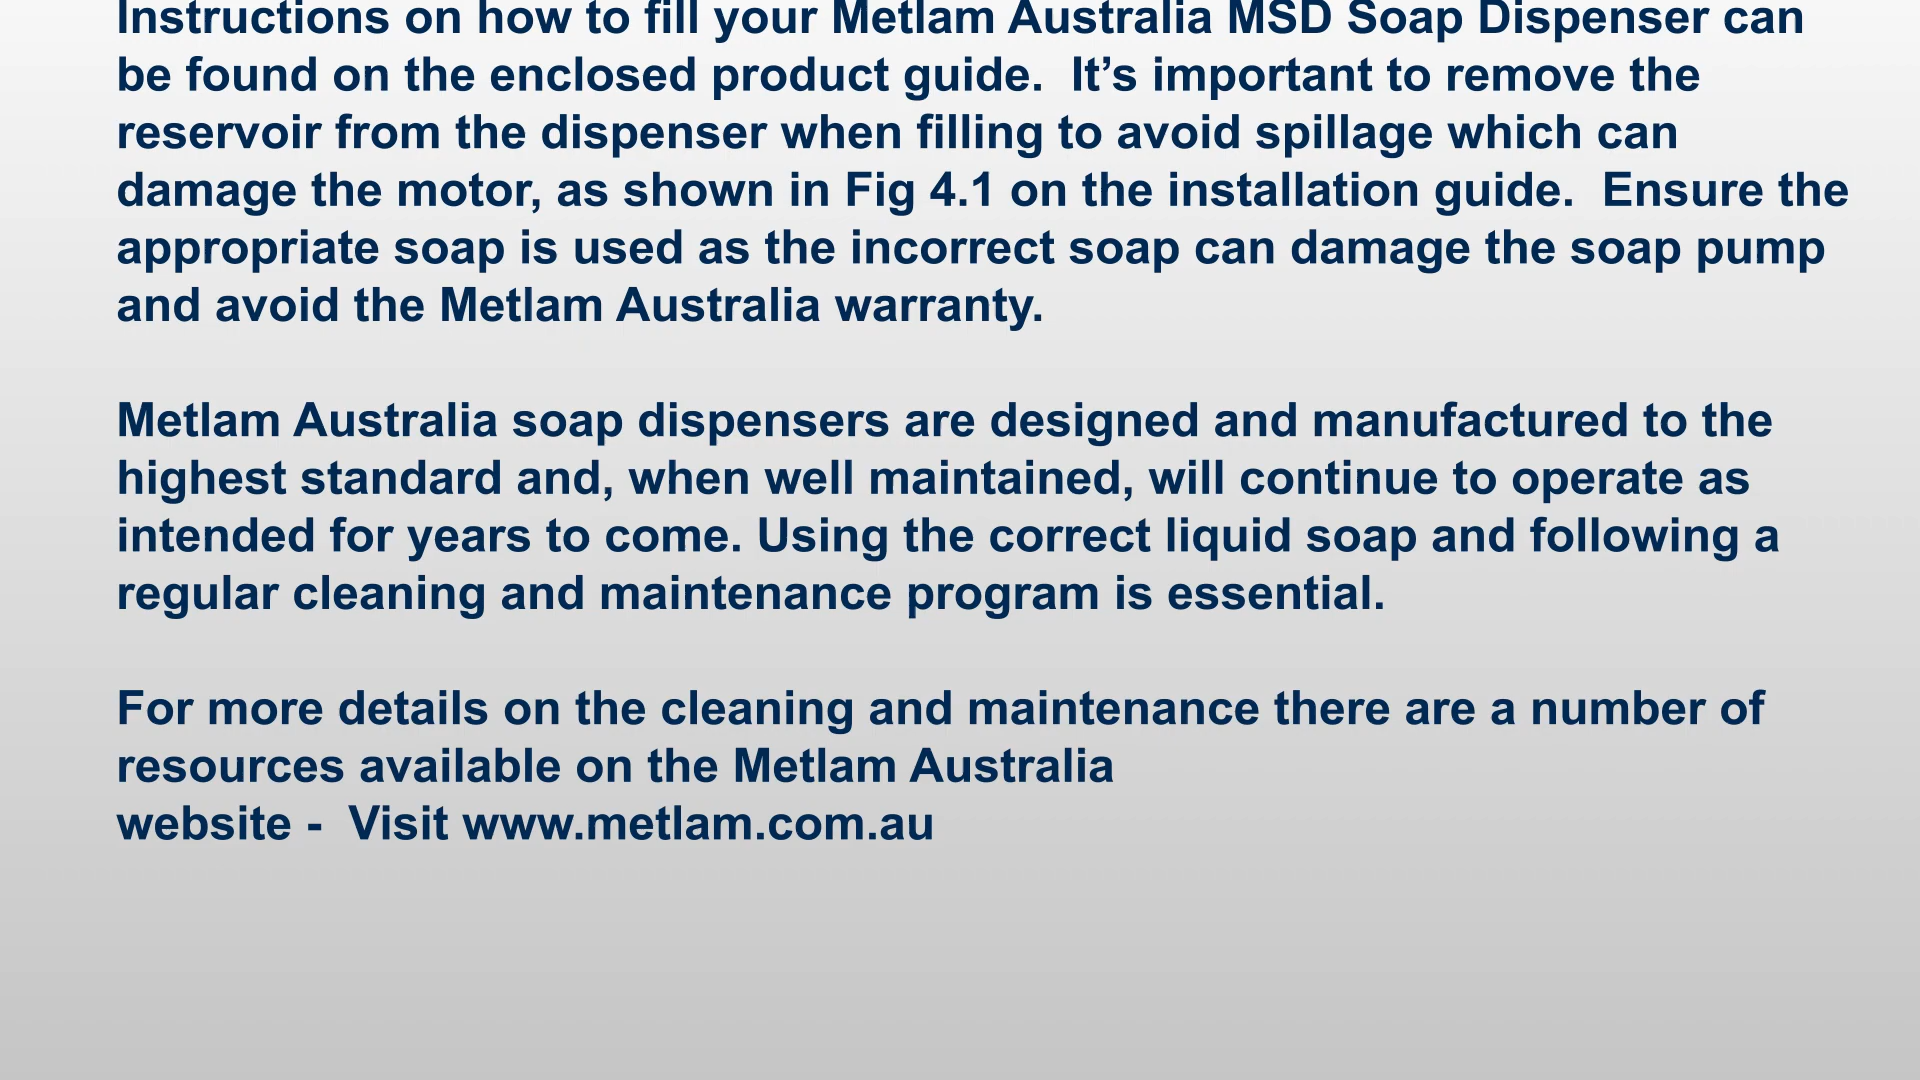 Instructions on how to fill your Metlam Australia MSD Soap Dispenser can
be found on the enclosed product guide.  It’s important to remove the
reservoir from the dispenser when filling to avoid spillage which can
damage the motor, as shown in Fig 4.1 on the installation guide.  Ensure the
appropriate soap is used as the incorrect soap can damage the soap pump
and avoid the Metlam Australia warranty.
Metlam Australia soap dispensers are designed and manufactured to the
highest standard and, when well maintained, will continue to operate as
intended for years to come. Using the correct liquid soap and following a
regular cleaning and maintenance program is essential.
For more details on the cleaning and maintenance there are a number of
resources available on the Metlam Australia
website -  Visit www.metlam.com.au